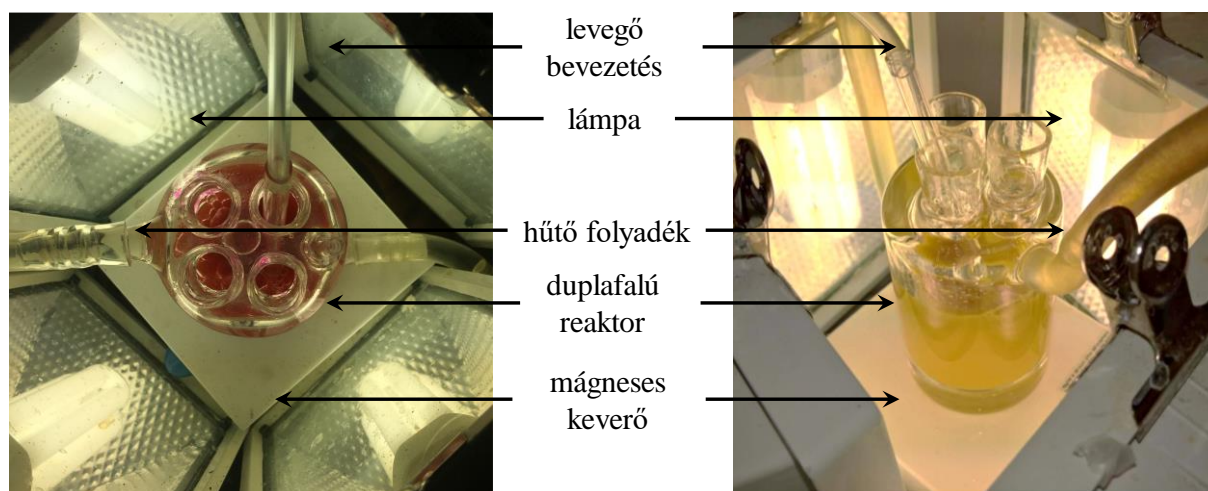 levegő
bevezetés
lámpa
hűtő folyadék
duplafalú
reaktor
mágneses
keverő